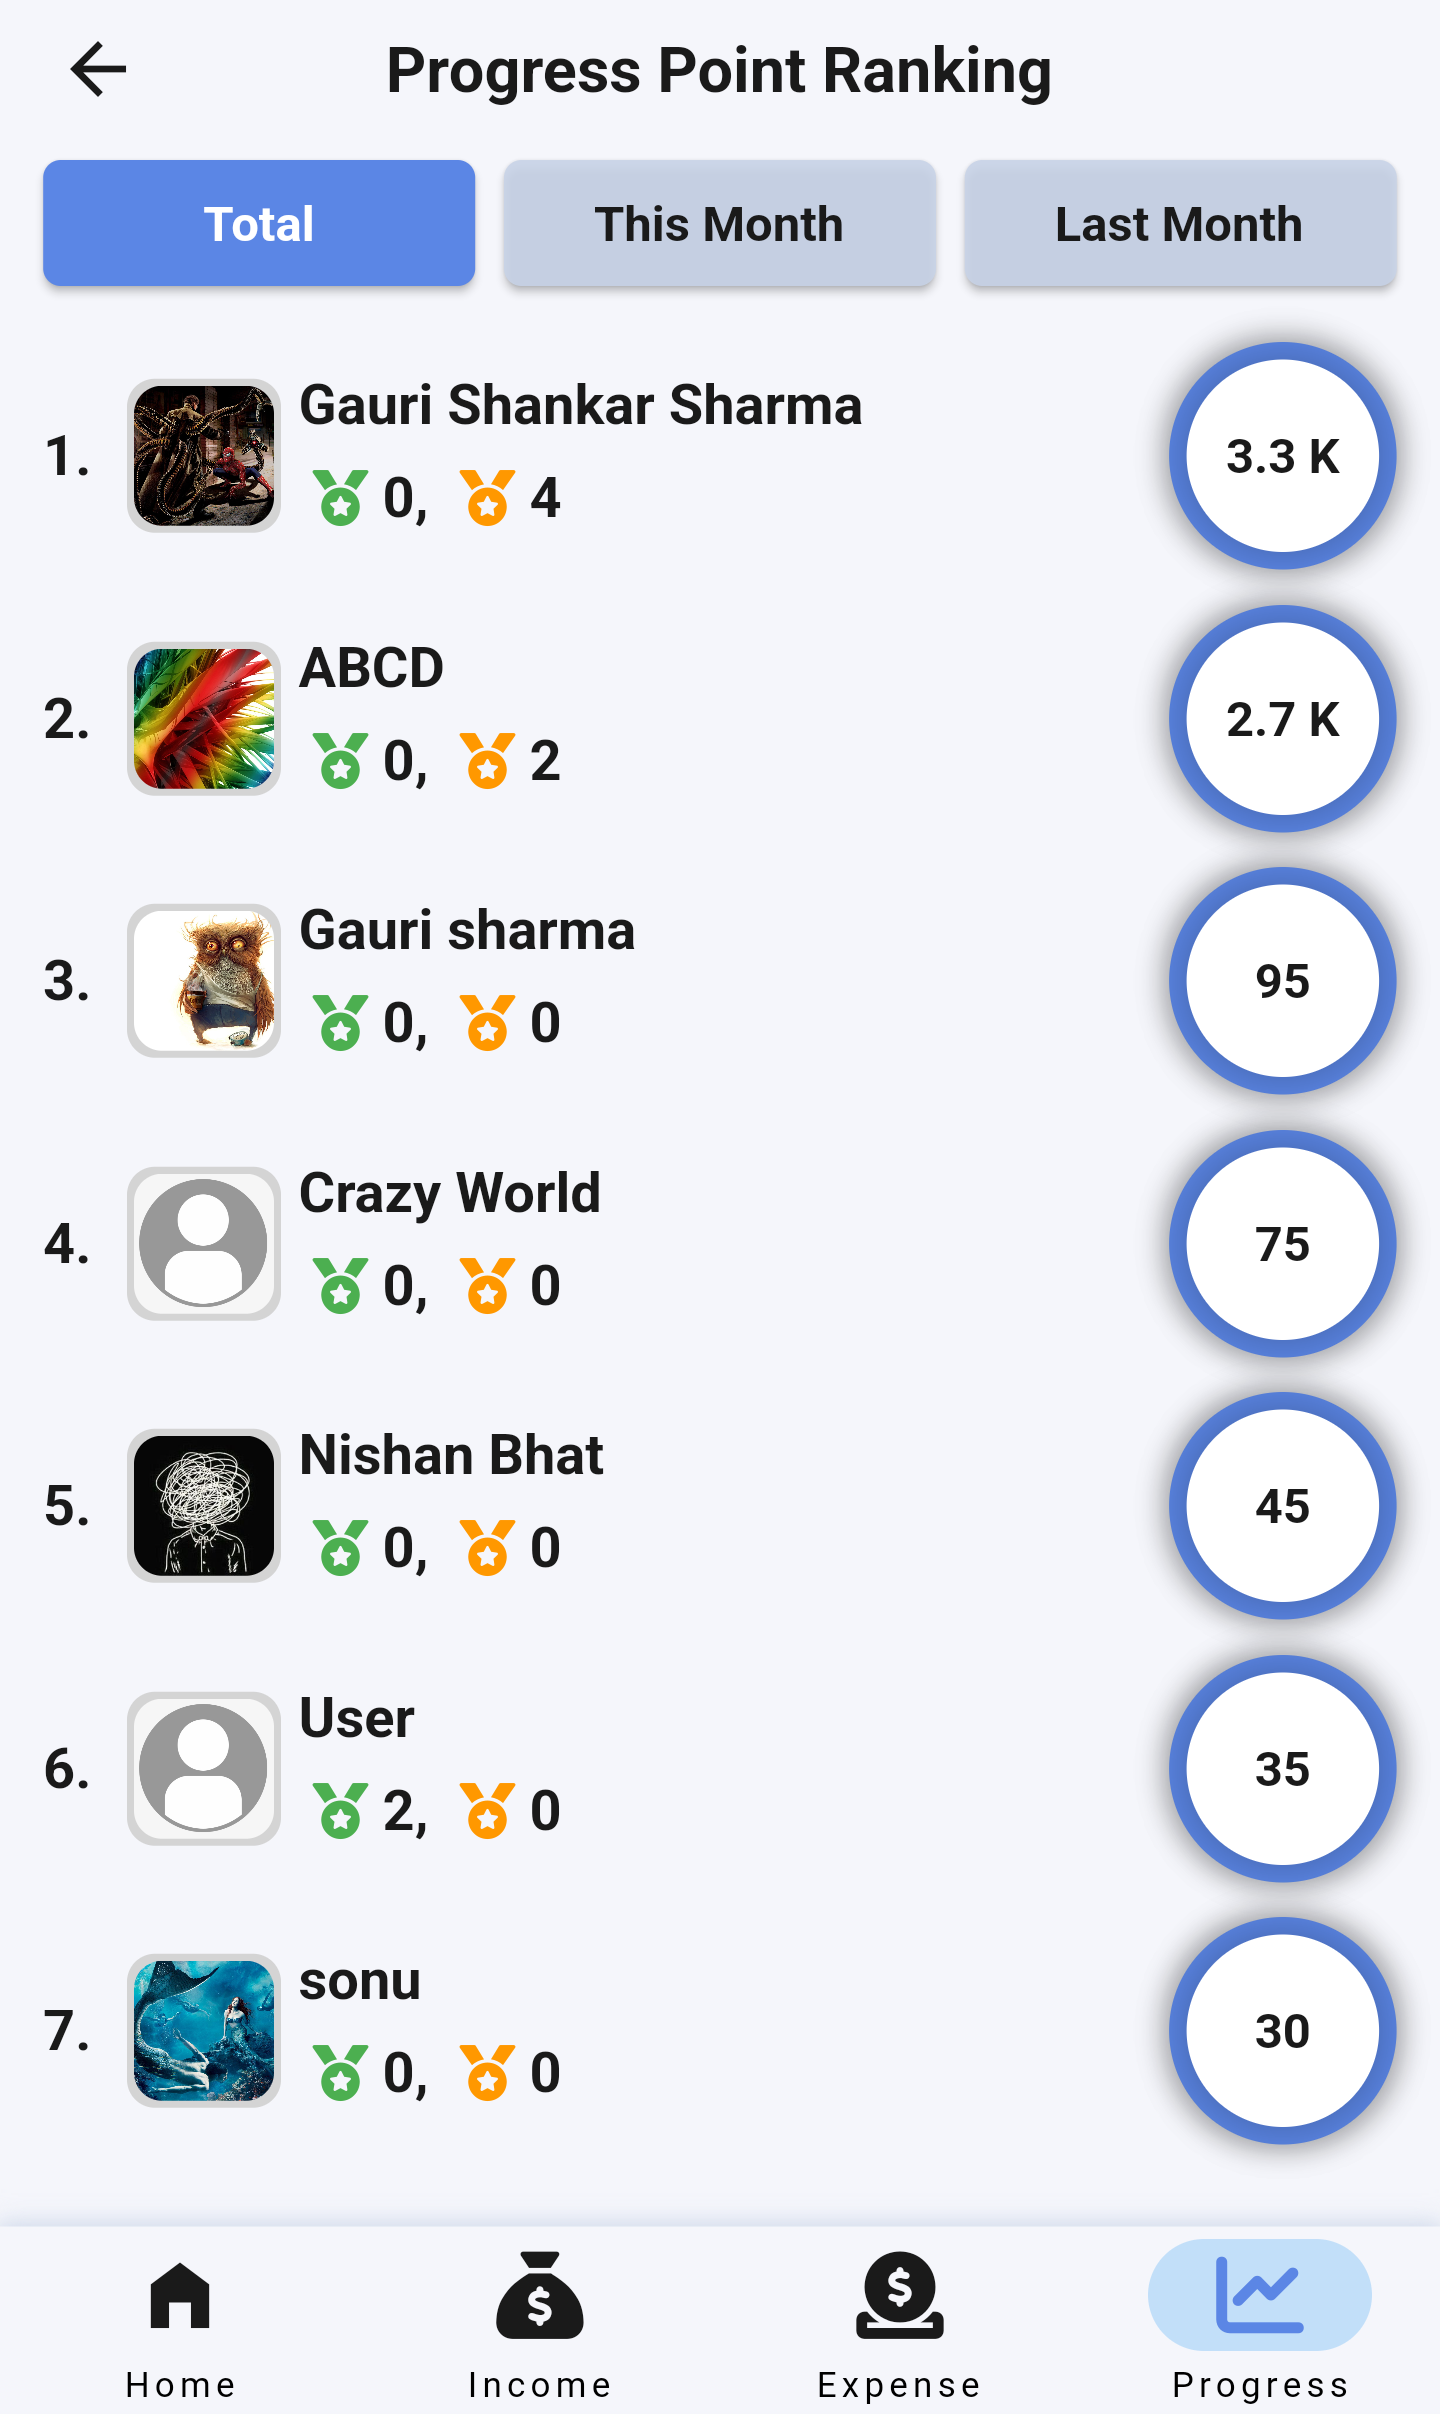 Progress Point Ranking
Total This Month Last Month
1. Gauri Shankar Sharma
0, 4
3.3 K
2. ABCD
0, 2
2.7 K
3. Gauri sharma
0, 0
95
4. Crazy World
0, 0
75
5. Nishan Bhat
0, 0
45
6. User
2, 0
35
7. sonu
0, 0
30
Home Income Expense Progress